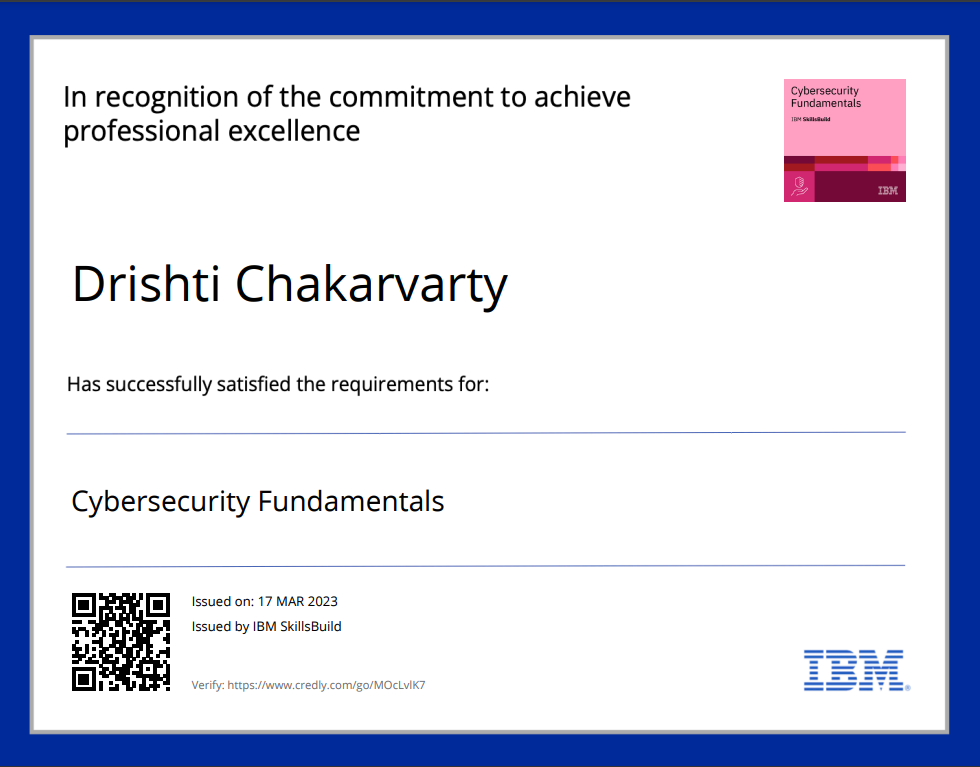 In recognition of the commitment to achieve
professional excellence
Cybersecurity
Fundamentals
IBM SkillsBuild
IBM
Drishti Chakarvarty
Has successfully satisfied the requirements for:
Cybersecurity Fundamentals
Issued on: 17 MAR 2023
Issued by IBM SkillsBuild
Verify: https://www.credly.com/go/MOcLvlK7
IBM®